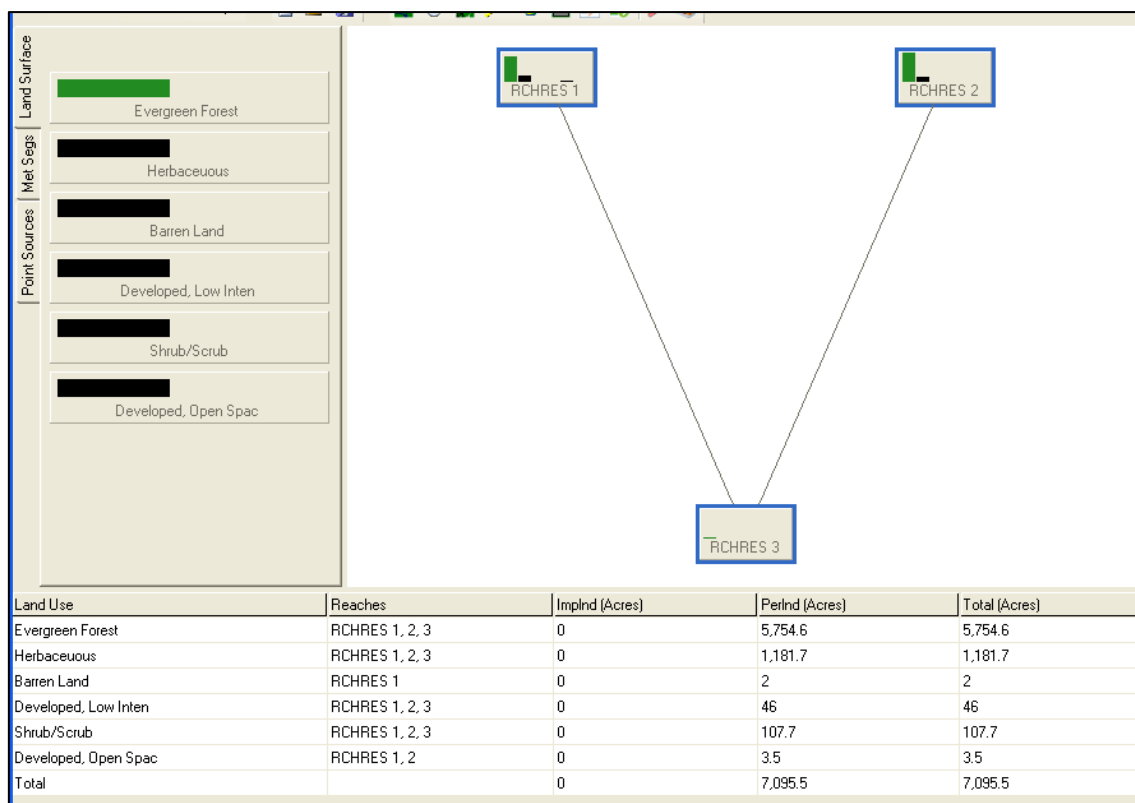 Land Surface
Met Segs
Point Sources
Evergreen Forest
Herbaceuous
Barren Land
Developed, Low Inten
Shrub/Scrub
Developed, Open Spac
RCHRES 1
RCHRES 2
RCHRES 3
Land Use Reaches ImpInd (Acres) PerInd (Acres) Total (Acres)
Evergreen Forest RCHRES 1, 2, 3 0 5,754.6 5,754.6
Herbaceuous RCHRES 1, 2, 3 0 1,181.7 1,181.7
Barren Land RCHRES 1 0 2 2
Developed, Low Inten RCHRES 1, 2, 3 0 46 46
Shrub/Scrub RCHRES 1, 2, 3 0 107.7 107.7
Developed, Open Spac RCHRES 1, 2 0 3.5 3.5
Total 0 7,095.5 7,095.5